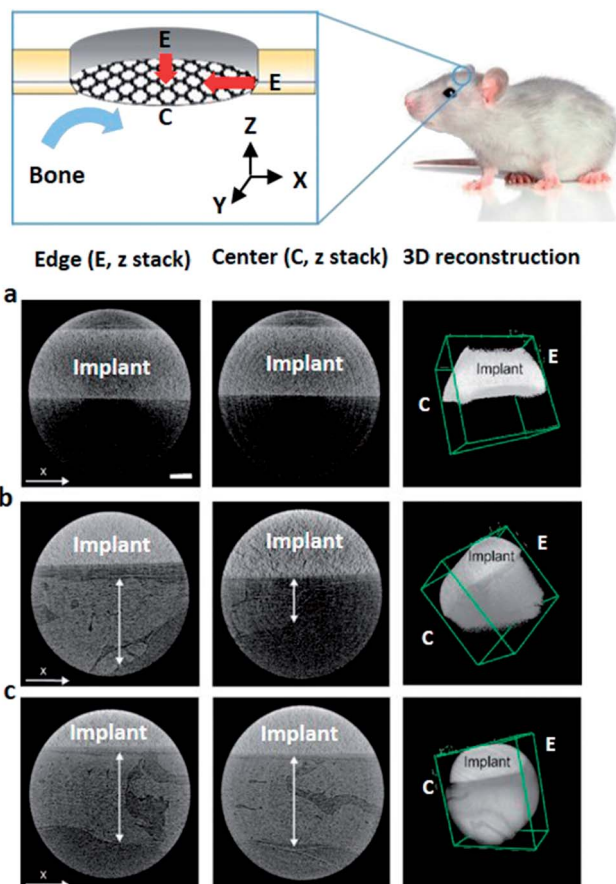 E
E
C
Z
X
Y
Bone
Edge (E, z stack) Center (C, z stack) 3D reconstruction
a
Implant Implant Implant
E
C
x
b
Implant Implant Implant
E
C
x
c
Implant Implant Implant
E
C
x